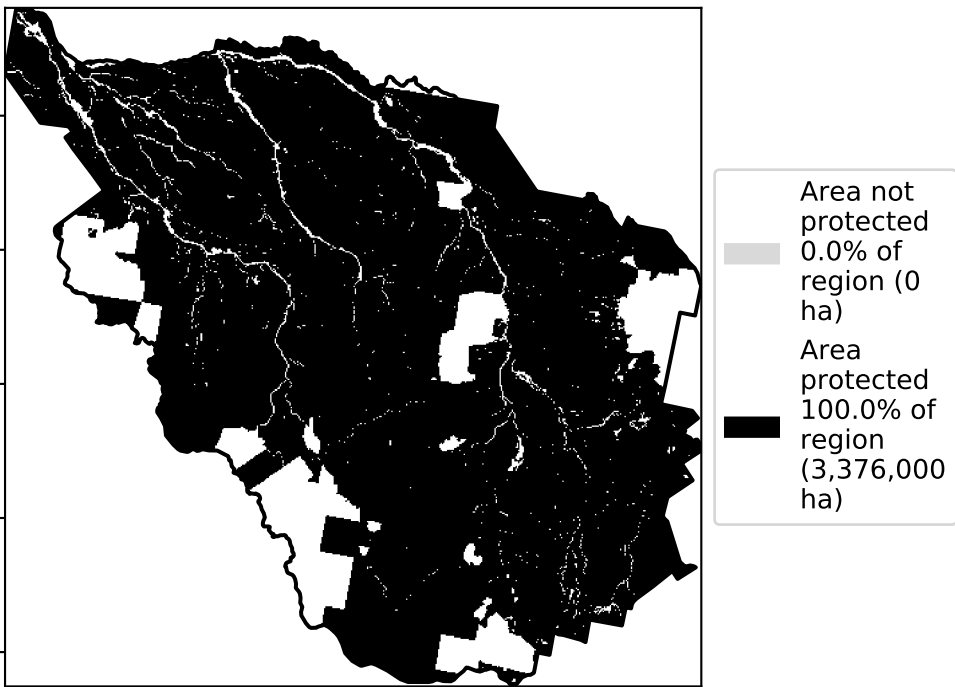 Area not
protected
0.0% of
region (0
ha)
Area
protected
100.0% of
region
(3,376,000
ha)